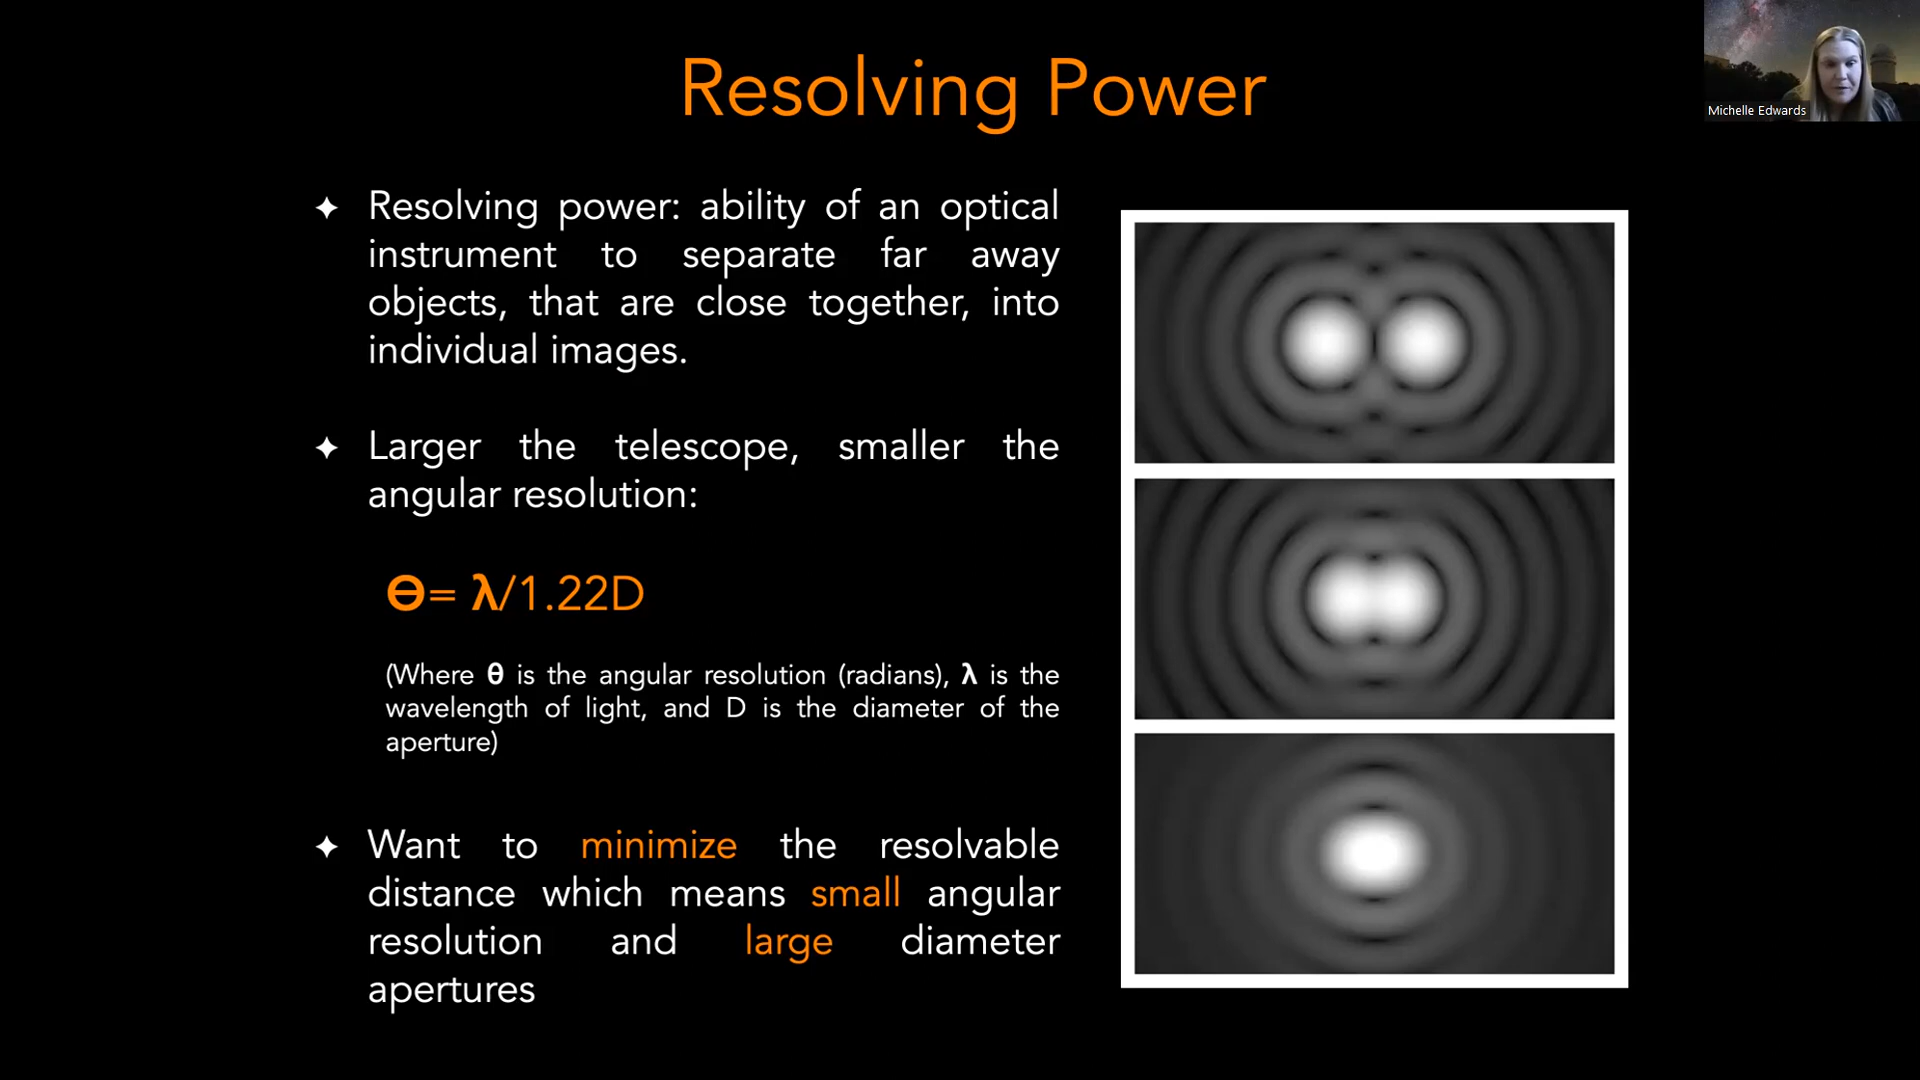 Resolving Power
Michelle Edwards
✦ Resolving power: ability of an optical
instrument to separate far away
objects, that are close together, into
individual images.
✦ Larger the telescope, smaller the
angular resolution:
ϴ= λ/1.22D
(Where θ is the angular resolution (radians), λ is the
wavelength of light, and D is the diameter of the
aperture)
✦ Want to minimize the resolvable
distance which means small angular
resolution and large diameter
apertures